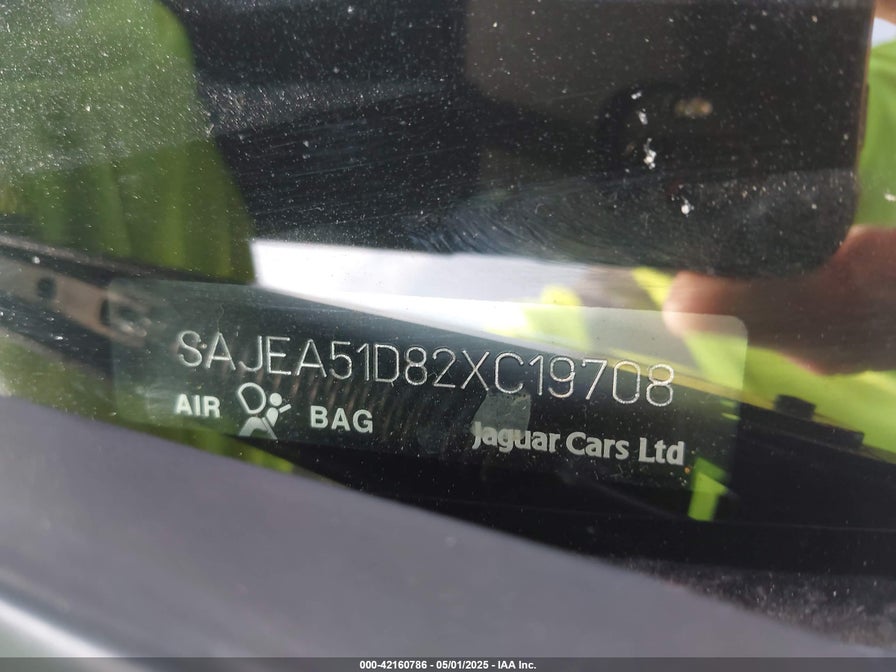 SAJEA51D82XC19708
AIR BAG
Jaguar Cars Ltd
000-42160786 - 05/01/2025 - IAA Inc.